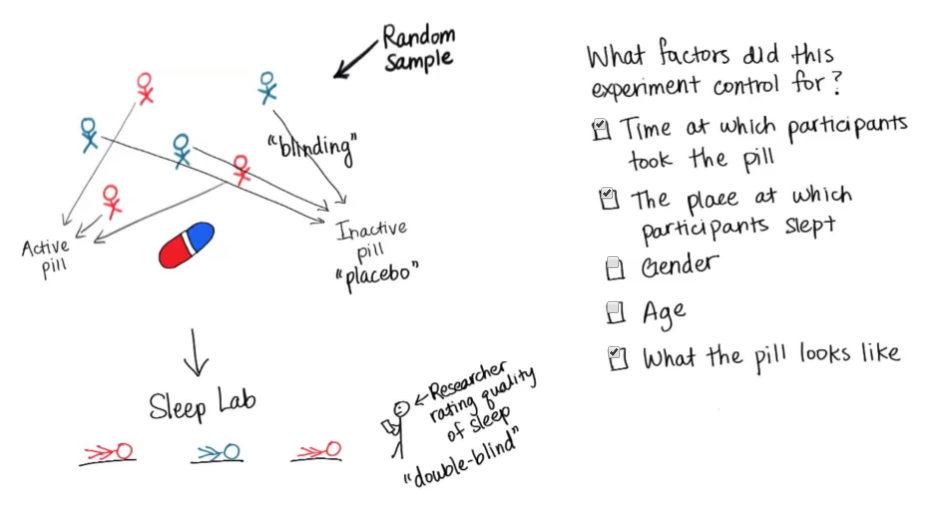 Random
Sample
"blinding"
Active
pill
Inactive
pill
"placebo"
Sleep Lab
Researcher
rating quality
of sleep
"double-blind"
What factors did this
experiment control for?
Time at which participants
took the pill
The place at which
participants slept
Gender
Age
What the pill looks like